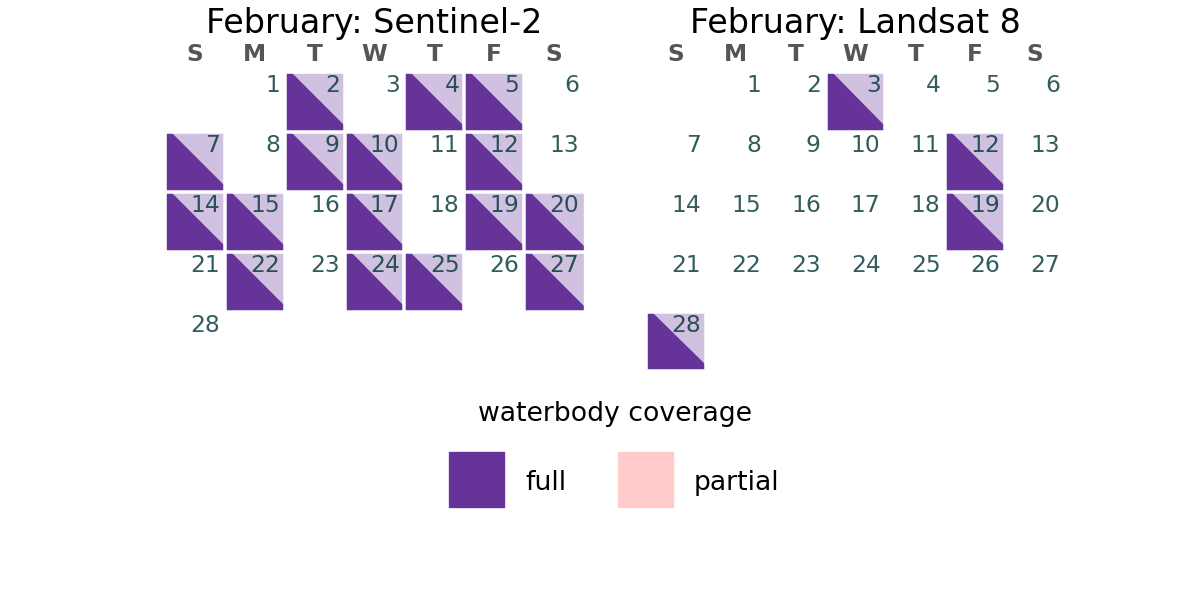 February: Sentinel-2
S M T W T F S
1 2 3 4 5 6
7 8 9 10 11 12 13
14 15 16 17 18 19 20
21 22 23 24 25 26 27
28
February: Landsat 8
S M T W T F S
1 2 3 4 5 6
7 8 9 10 11 12 13
14 15 16 17 18 19 20
21 22 23 24 25 26 27
28
waterbody coverage
full partial